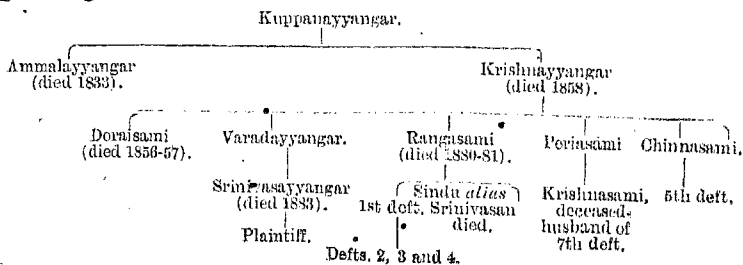 Kuppanayyangar.
Ammalayyangar
(died 1833).
Krishnayyangar
(died 1858).
Doraisami
(died 1856-57).
Varadayyangar.
Rangasami
(died 1880-81).
Periasami
Chinnasami.
Srinivasayyangar
(died 1883).
Plaintiff.
1st deft.
Sindu alias
Srinivasan
died.
Krishnasami,
deceased,
husband of
7th deft.
5th deft.
Defts. 2, 3 and 4.